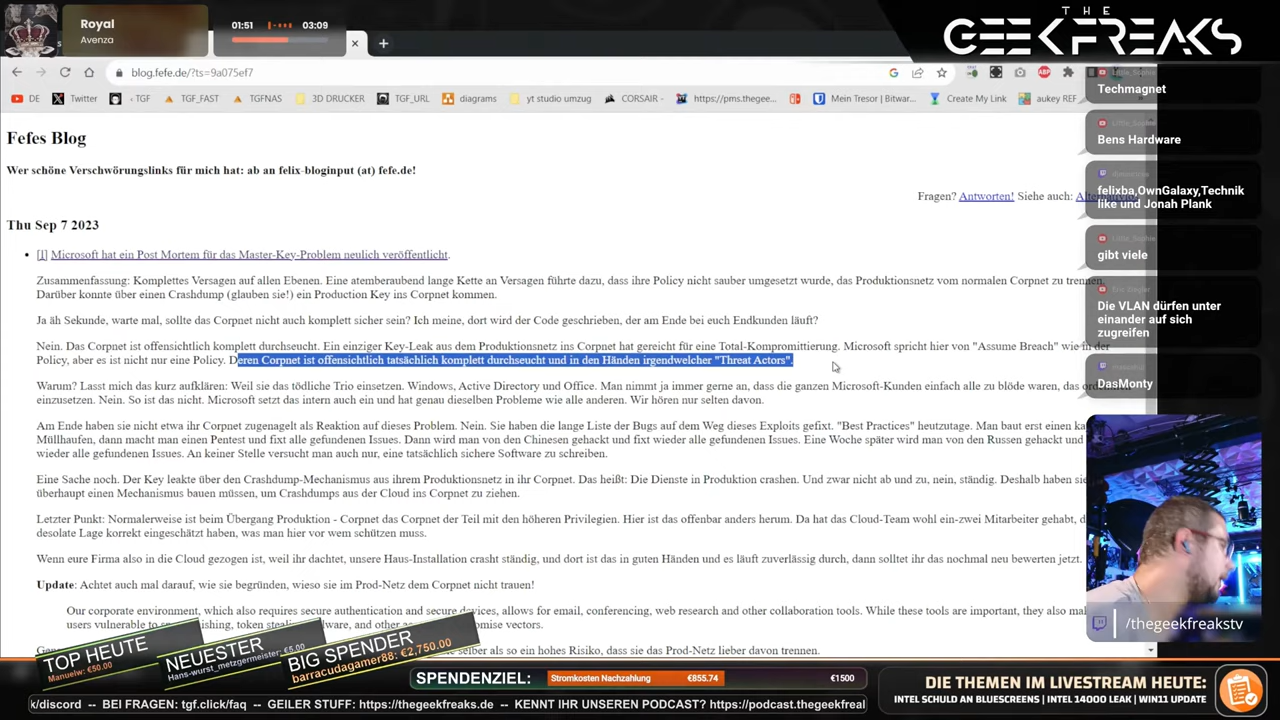 Royal
Avenza
01:51
03:09
THE
GEEKFREAKS
blog.fefe.de/?ts=9a075ef7
DE
Twitter
TGF
TGF_FAST
TGFNAS
3D DRUCKER
TGF_URL
diagrams
yt studio umzug
CORSAIR -
https://pms.thegee...
Mein Tresor | Bitwar...
Create My Link
aukey REF
Fefes Blog
Wer schöne Verschwörungslinks für mich hat: ab an felix-bloginput (at) fefe.de!
Fragen? Antworten! Siehe auch:
Thu Sep 7 2023
[l] Microsoft hat ein Post Mortem für das Master-Key-Problem neulich veröffentlicht.
Zusammenfassung: Komplettes Versagen auf allen Ebenen. Eine atemberaubend lange Kette an Versagen führte dazu, dass ihre Policy nicht sauber umgesetzt wurde, das Produktionsnetz vom normalen Corpnet zu trennen.
Darüber konnte über einen Crashdump (glauben sie!) ein Production Key ins Corpnet kommen.
Ja äh Sekunde, warte mal, sollte das Corpnet nicht auch komplett sicher sein? Ich meine, dort wird der Code geschrieben, der am Ende bei euch Endkunden läuft?
Nein. Das Corpnet ist offensichtlich komplett durchseucht. Ein einziger Key-Leak aus dem Produktionsnetz ins Corpnet hat gereicht für eine Total-Kompromittierung. Microsoft spricht hier von "Assume Breach" wie in der
Policy, aber es ist nicht nur eine Policy. Deren Corpnet ist offensichtlich tatsächlich komplett durchseucht und in den Händen irgendwelcher "Threat Actors".
Warum? Lasst mich das kurz aufklären: Weil sie das tödliche Trio einsetzen. Windows, Active Directory und Office. Man nimmt ja immer gerne an, dass die ganzen Microsoft-Kunden einfach alle zu blöde waren, das
einzusetzen. Nein. So ist das nicht. Microsoft setzt das intern auch ein und hat genau dieselben Probleme wie alle anderen. Wir hören nur selten davon.
Am Ende haben sie nicht etwa ihr Corpnet zugenagelt als Reaktion auf dieses Problem. Nein. Sie haben die lange Liste der Bugs auf dem Weg dieses Exploits gefixt. "Best Practices" heutzutage. Man baut erst einen
Müllhaufen, dann macht man einen Pentest und fixt alle gefundenen Issues. Dann wird man von den Chinesen gehackt und fixt wieder alle gefundenen Issues. Eine Woche später wird man von den Russen gehackt und
wieder alle gefundenen Issues. An keiner Stelle versucht man auch nur, eine tatsächlich sichere Software zu schreiben.
Eine Sache noch. Der Key leakte über den Crashdump-Mechanismus aus ihrem Produktionsnetz in ihr Corpnet. Das heißt: Die Dienste in Produktion crashen. Und zwar nicht ab und zu, nein, ständig. Deshalb haben
überhaupt einen Mechanismus bauen müssen, um Crashdumps aus der Cloud ins Corpnet zu ziehen.
Letzter Punkt: Normalerweise ist beim Übergang Produktion - Corpnet das Corpnet der Teil mit den höheren Privilegien. Hier ist das offenbar anders herum. Da hat das Cloud-Team wohl ein-zwei Mitarbeiter gehabt,
desolate Lage korrekt eingeschätzt haben, was man hier vor wem schützen muss.
Wenn eure Firma also in die Cloud gezogen ist, weil ihr dachtet, unsere Haus-Installation crasht ständig, und dort ist das in guten Händen und es läuft zuverlässig durch, dann solltet ihr das nochmal neu bewerten jetzt.
Update: Achtet auch mal darauf, wie sie begründen, wieso sie im Prod-Netz dem Corpnet nicht trauen!
Our corporate environment, which also requires secure authentication and secure devices, allows for email, conferencing, web research and other collaboration tools. While these tools are important, they also
users vulnerable to
selber als so ein hohes Risiko, dass sie das Prod-Netz lieber davon trennen.
Techmagnet
Bens Hardware
felixba,OwnGalaxy,Technik
like und Jonah Plank
gibt viele
Die VLAN dürfen unter
einander auf sich
zugreifen
DasMonty
/thegeekfreakstv
TOP HEUTE
Manuelw: €50.00
NEUESTER
Hans-wurst_metzgermeister: €5.00
BIG SPENDER
barracudagamer88: €2,750.00
SPENDENZIEL:
Stromkosten Nachzahlung
€855.74
€1500
DIE THEMEN IM LIVESTREAM HEUTE:
INTEL SCHULD AN BLUESCREENS | INTEL 14000 LEAK | WIN11 UPDATE
k/discord -- BEI FRAGEN: tgf.click/faq -- GEILER STUFF: https://thegeekfreaks.de -- KENNT IHR UNSEREN PODCAST? https://podcast.thegeekfreal